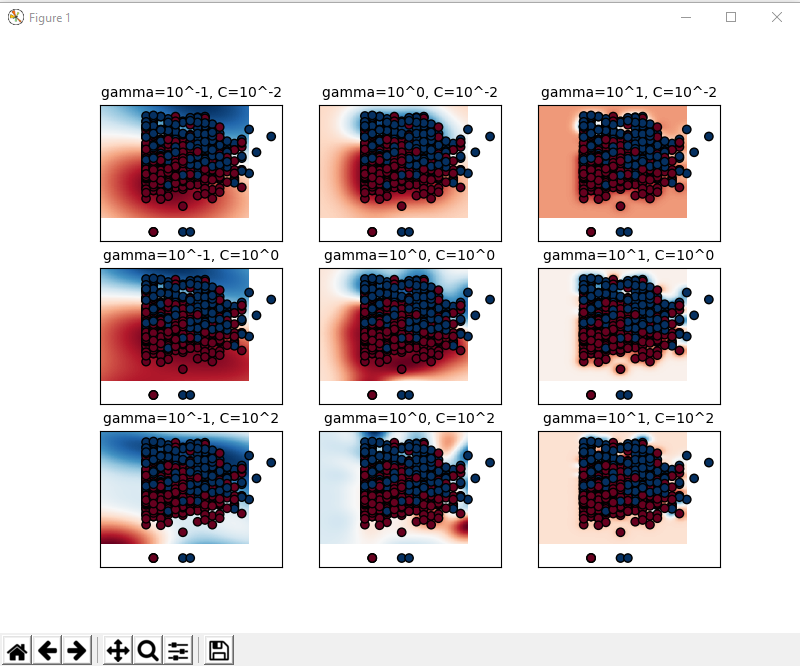 Figure 1
gamma=10^-1, C=10^-2
gamma=10^0, C=10^-2
gamma=10^1, C=10^-2
gamma=10^-1, C=10^0
gamma=10^0, C=10^0
gamma=10^1, C=10^0
gamma=10^-1, C=10^2
gamma=10^0, C=10^2
gamma=10^1, C=10^2